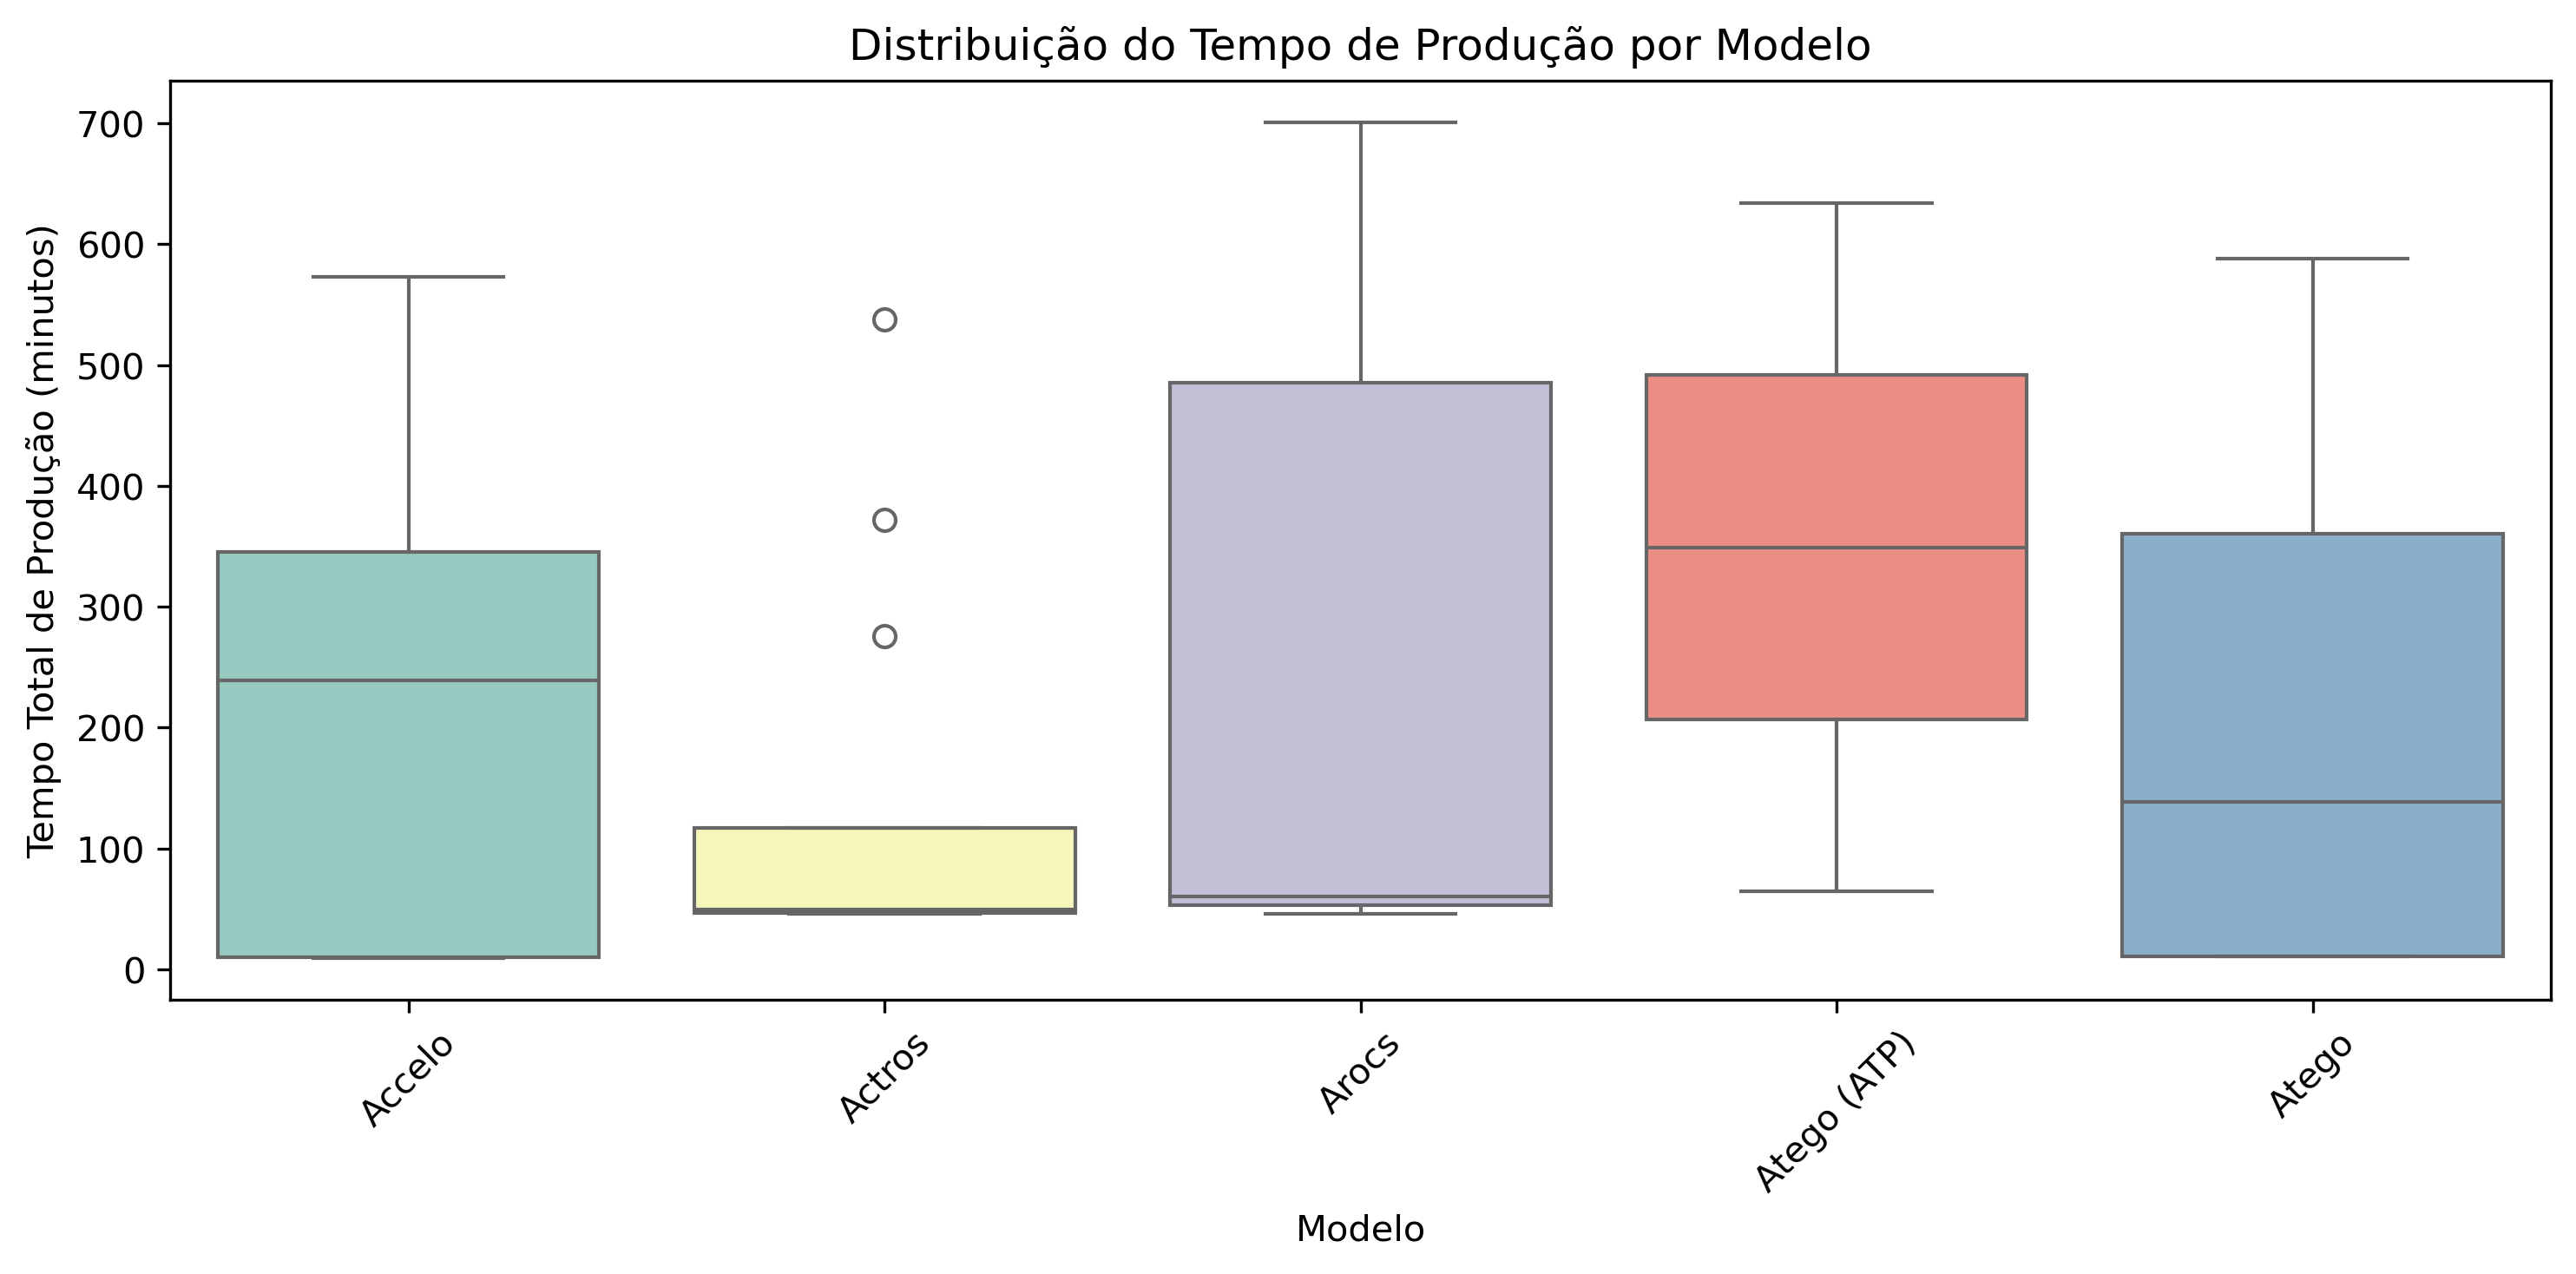 Distribuição do Tempo de Produção por Modelo
Tempo Total de Produção (minutos)
700
600
500
400
300
200
100
0
Accelo
Actros
Arocs
Atego (ATP)
Atego
Modelo